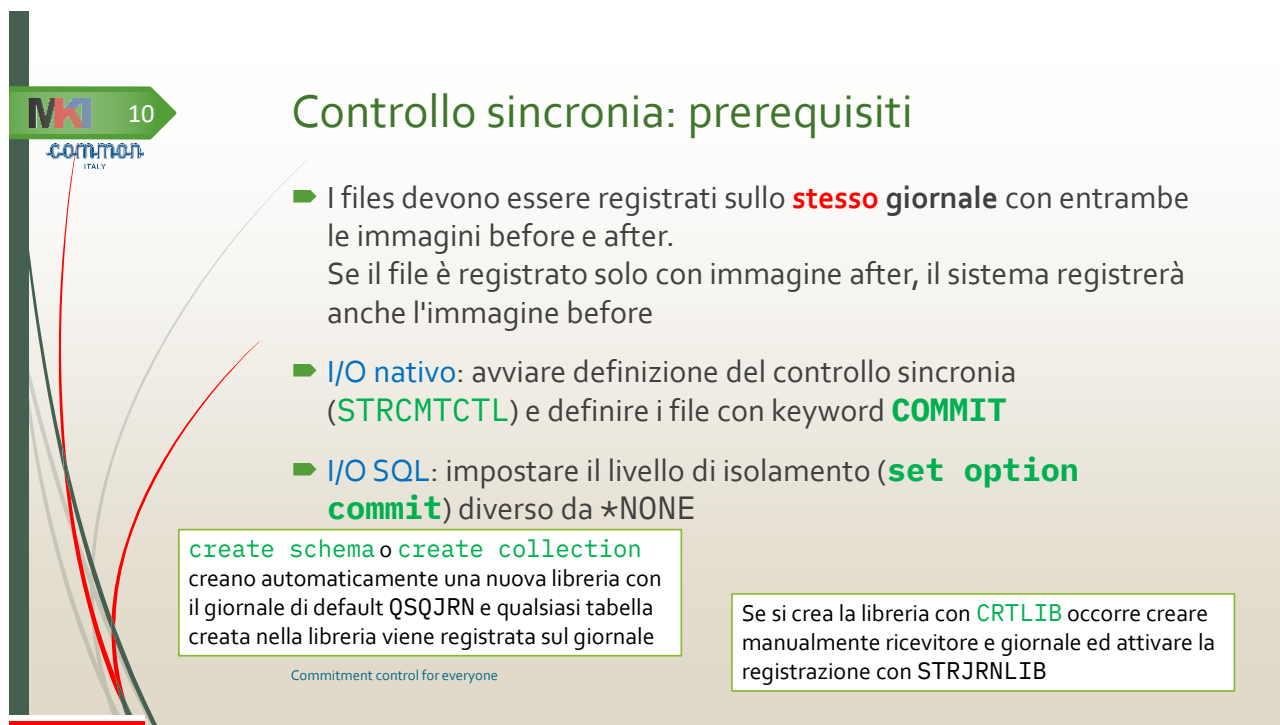 MK1
10
common
ITALY
Controllo sincronia: prerequisiti
I files devono essere registrati sullo stesso giornale con entrambe
le immagini before e after.
Se il file è registrato solo con immagine after, il sistema registrerà
anche l'immagine before
I/O nativo: avviare definizione del controllo sincronia
(STRCMTCTL) e definire i file con keyword COMMIT
I/O SQL: impostare il livello di isolamento (set option
commit) diverso da *NONE
create schema o create collection
creano automaticamente una nuova libreria con
il giornale di default QSQJRN e qualsiasi tabella
creata nella libreria viene registrata sul giornale
Se si crea la libreria con CRTLIB occorre creare
manualmente ricevitore e giornale ed attivare la
registrazione con STRJRNLIB
Commitment control for everyone